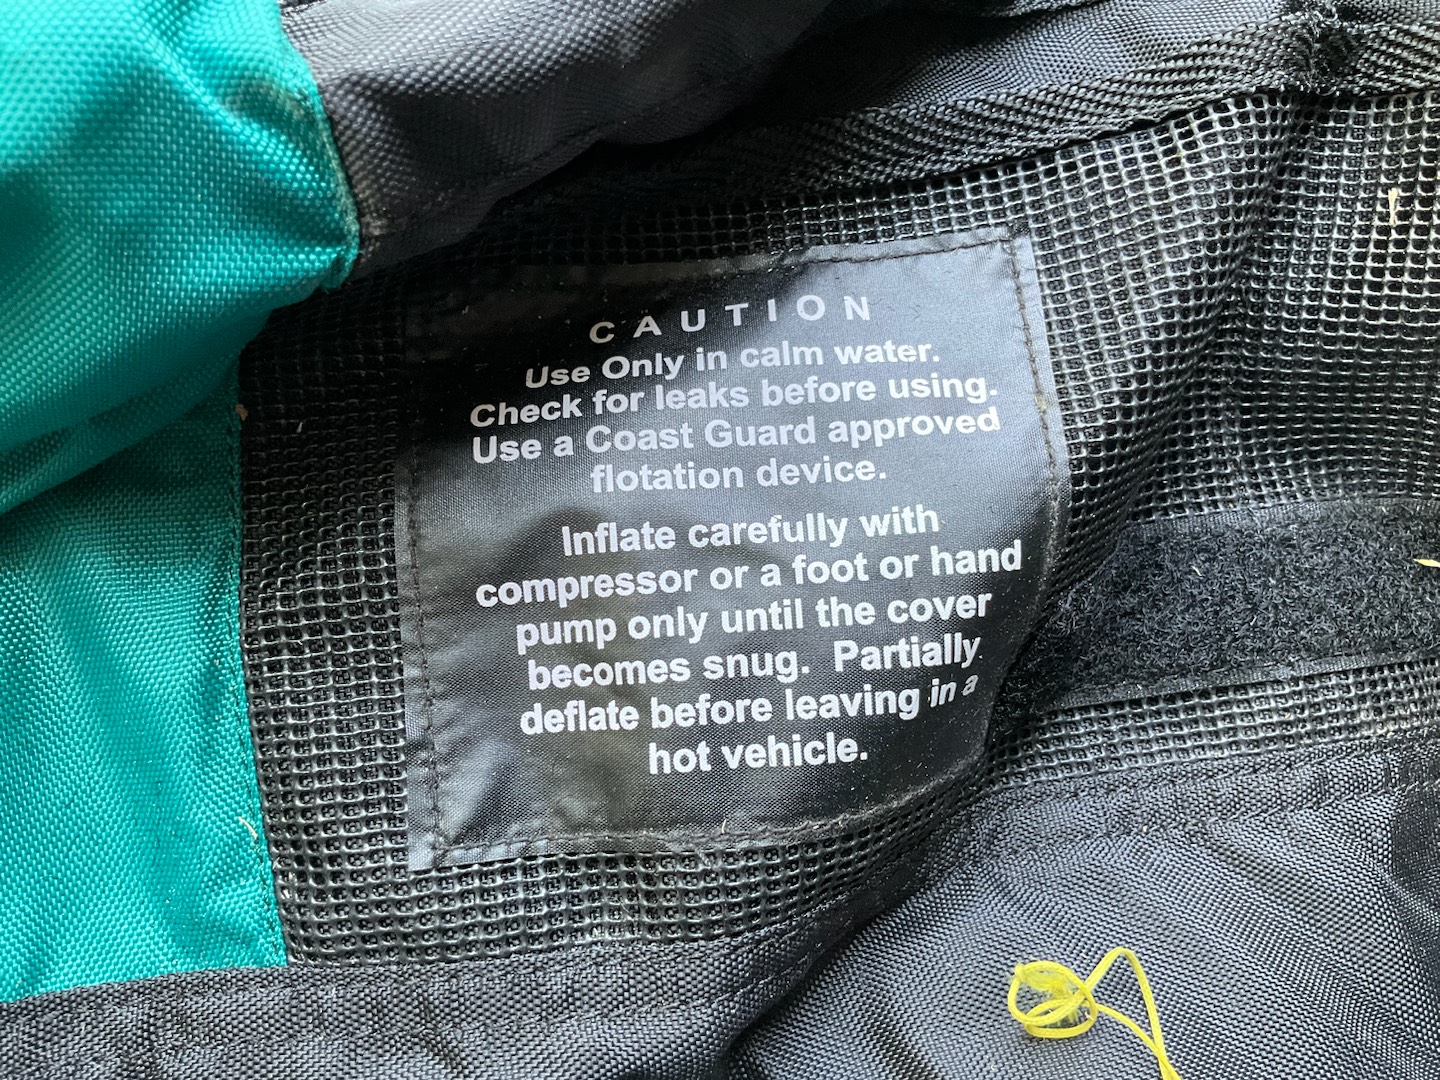 CAUTION
Use Only in calm water.
Check for leaks before using.
Use a Coast Guard approved
flotation device.
Inflate carefully with
compressor or a foot or hand
pump only until the cover
becomes snug.  Partially
deflate before leaving in a
hot vehicle.